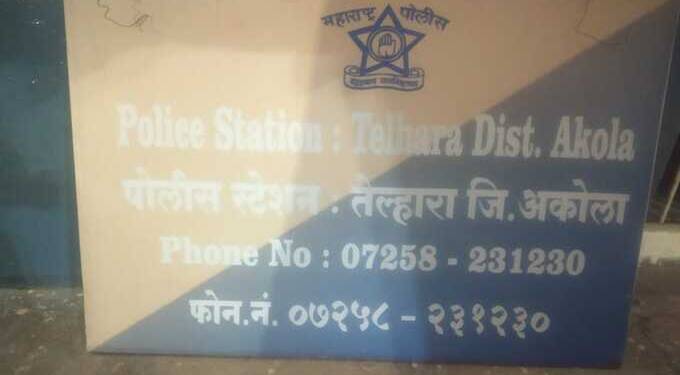 महाराष्ट्र पोलीस
Police Station : Telhara Dist. Akola
पोलीस स्टेशन : तेल्हारा जि. अकोला
Phone No : 07258 - 231230
फोन.नं. ०७२५८ - २३१२३०